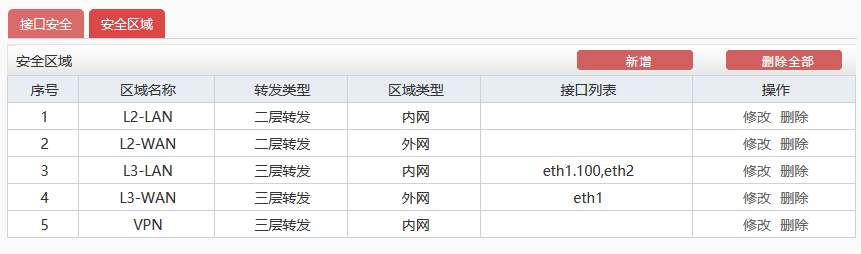 接口安全 安全区域
安全区域 新增 删除全部
序号 区域名称 转发类型 区域类型 接口列表 操作
1 L2-LAN 二层转发 内网 修改 删除
2 L2-WAN 二层转发 外网 修改 删除
3 L3-LAN 三层转发 内网 eth1.100,eth2 修改 删除
4 L3-WAN 三层转发 外网 eth1 修改 删除
5 VPN 三层转发 内网 修改 删除